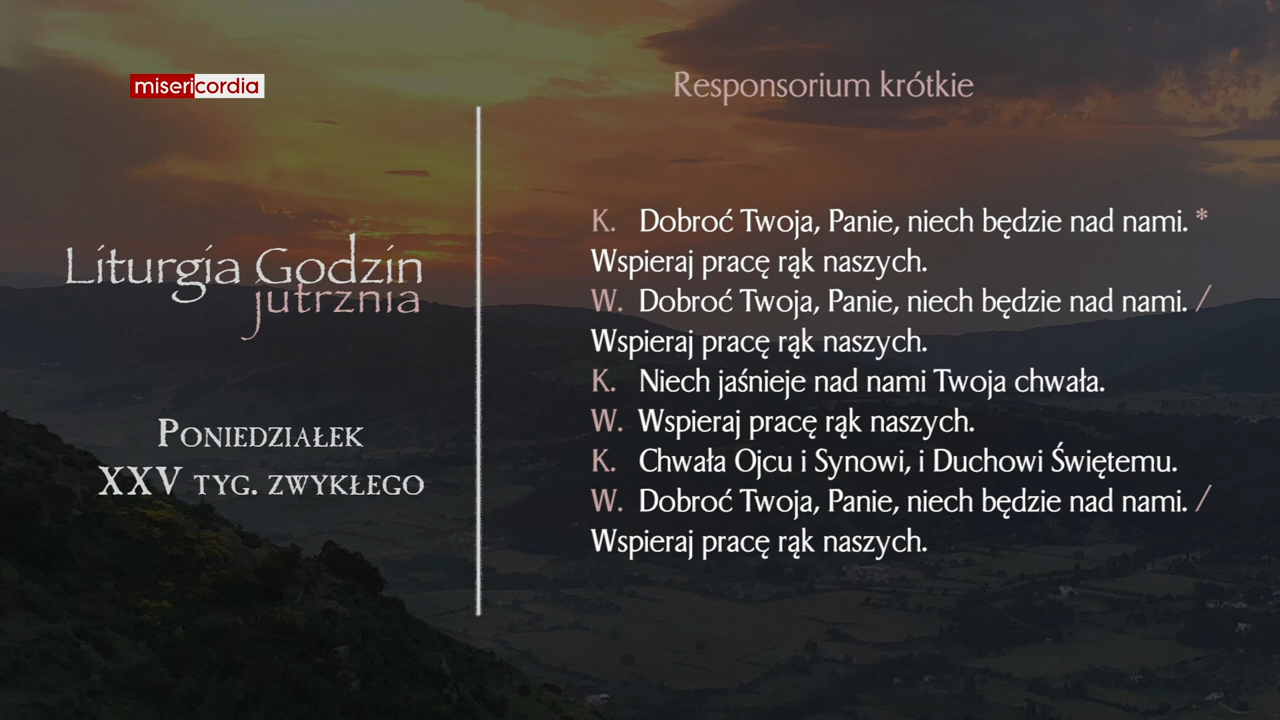 misericordia
Liturgia Godzin
jutrznia
Poniedziałek
XXV tyg. zwykłego
Responsorium krótkie
K. Dobroć Twoja, Panie, niech będzie nad nami. *
Wspieraj pracę rąk naszych.
W. Dobroć Twoja, Panie, niech będzie nad nami. /
Wspieraj pracę rąk naszych.
K. Niech jaśnieje nad nami Twoja chwała.
W. Wspieraj pracę rąk naszych.
K. Chwała Ojcu i Synowi, i Duchowi Świętemu.
W. Dobroć Twoja, Panie, niech będzie nad nami. /
Wspieraj pracę rąk naszych.